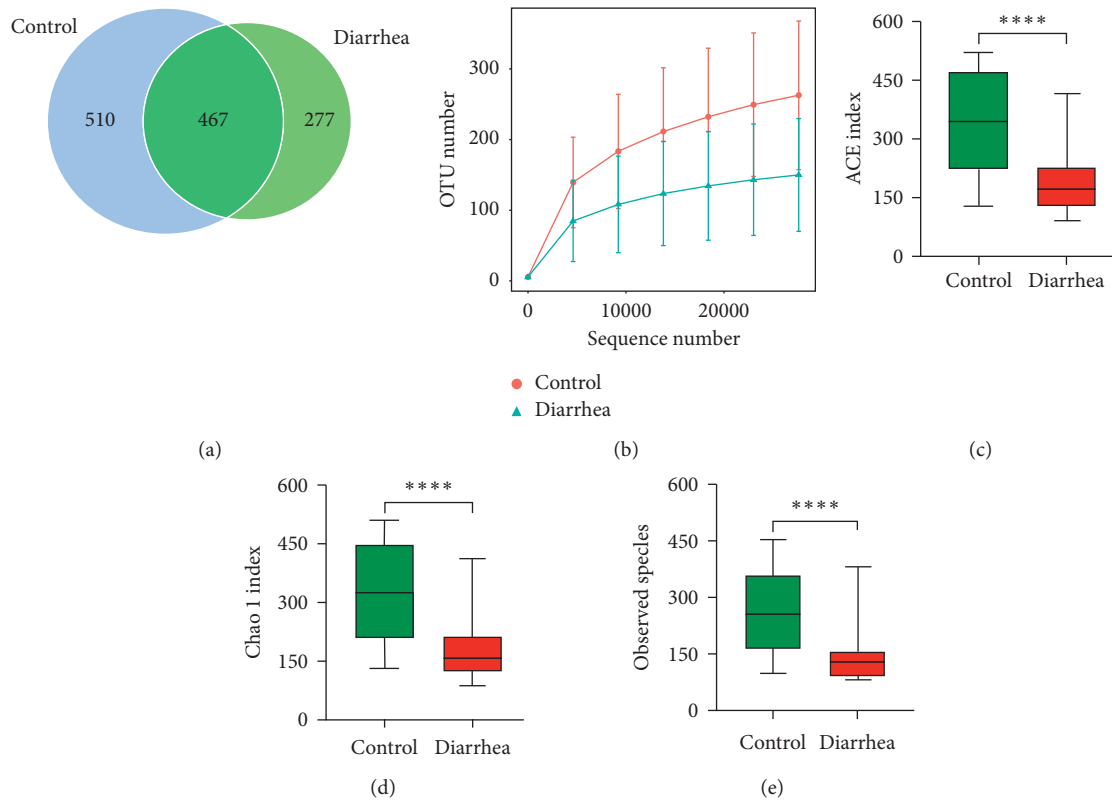 Control
Diarrhea
510
467
277
(a)
OTU number
300
200
100
0
0
10000
20000
Sequence number
Control
Diarrhea
(b)
ACE index
600
450
300
150
0
****
Control
Diarrhea
(c)
Chao 1 index
600
450
300
150
0
****
Control
Diarrhea
(d)
Observed specles
600
450
300
150
0
****
Control
Diarrhea
(e)